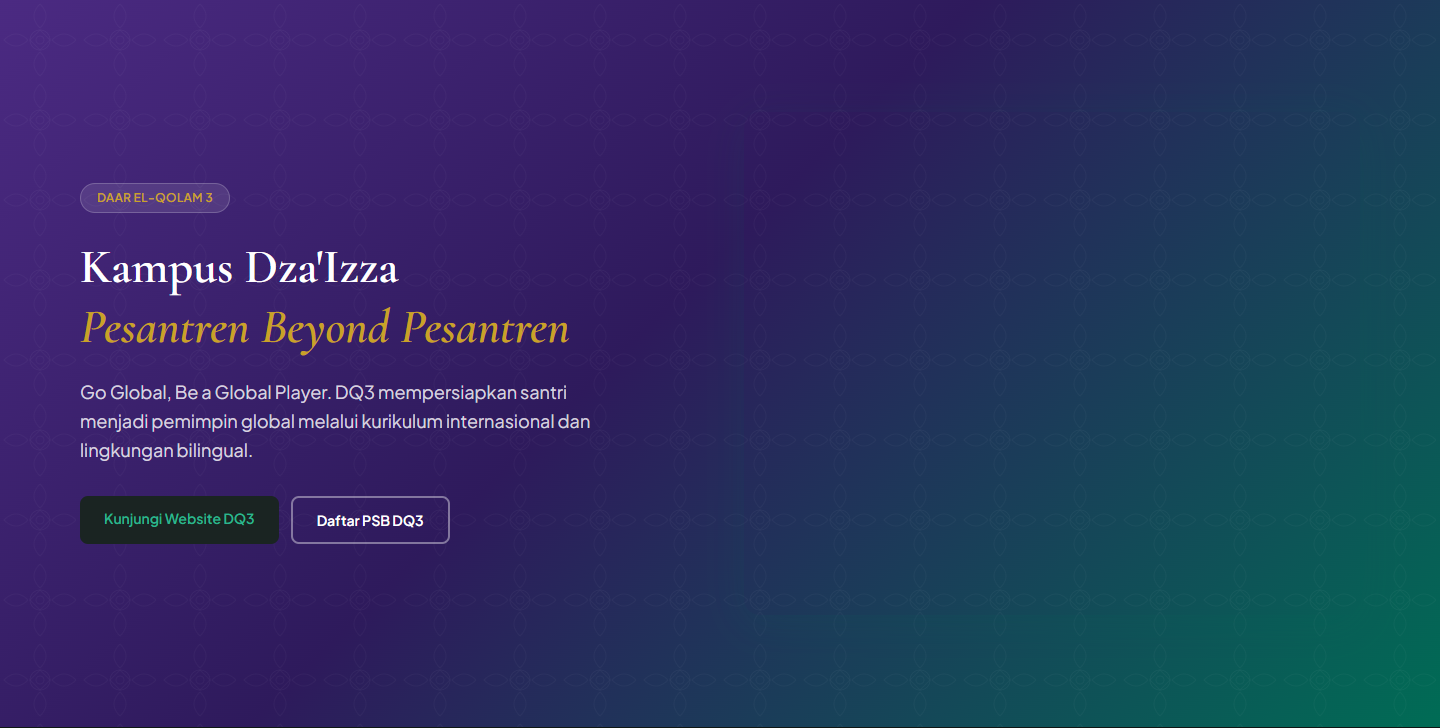 DAAR EL-QOLAM 3
Kampus Dza'Izza
Pesantren Beyond Pesantren
Go Global, Be a Global Player. DQ3 mempersiapkan santri
menjadi pemimpin global melalui kurikulum internasional dan
lingkungan bilingual.
Kunjungi Website DQ3
Daftar PSB DQ3